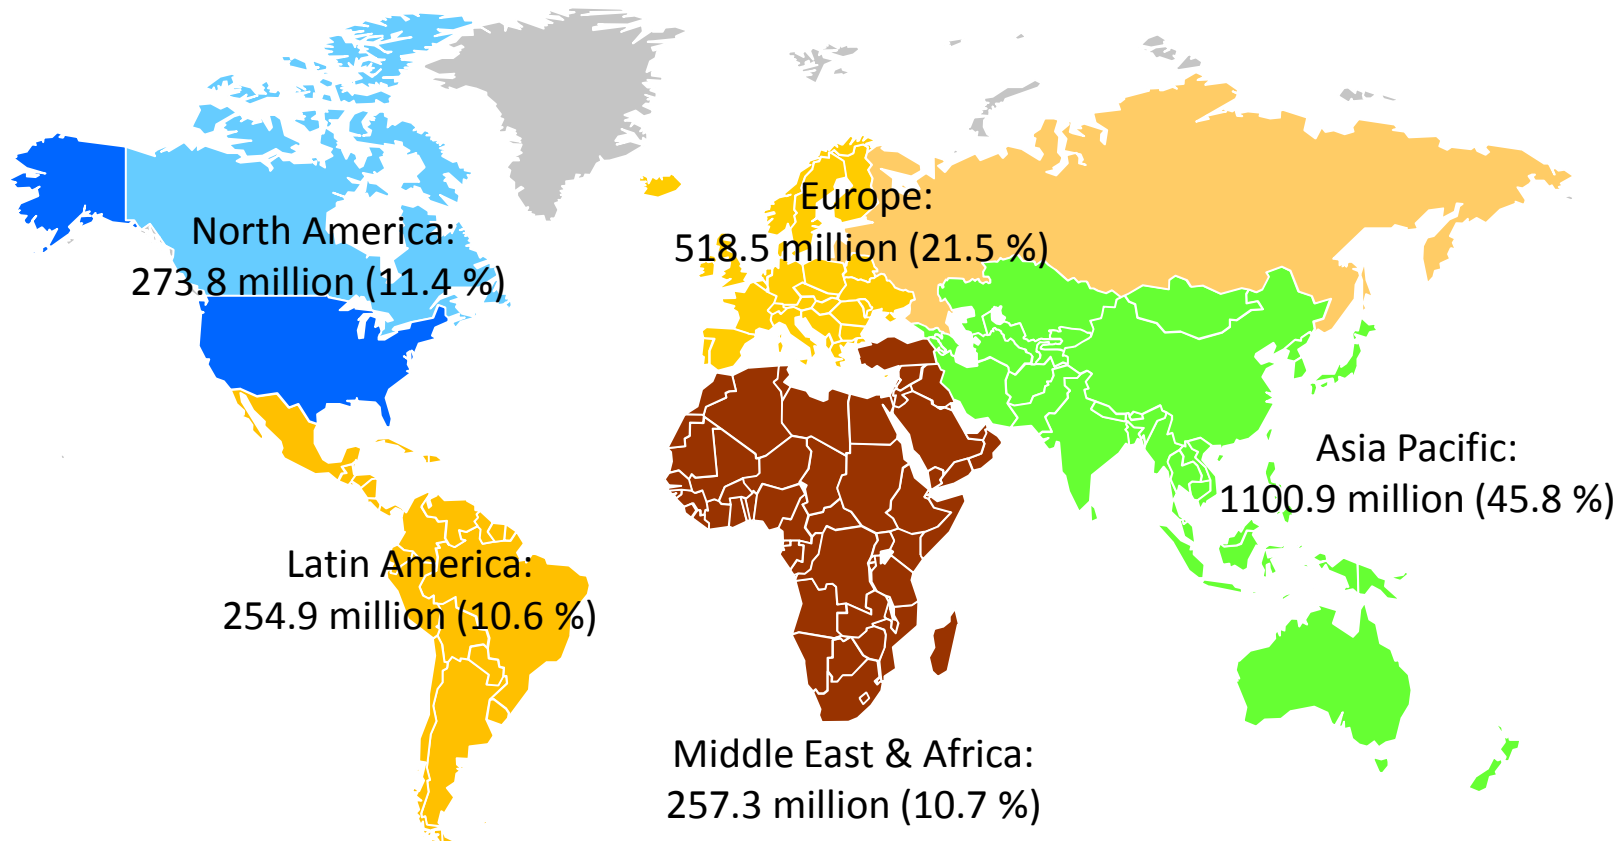 North America:
273.8 million (11.4 %)
Europe:
518.5 million (21.5 %)
Asia Pacific:
1100.9 million (45.8 %)
Latin America:
254.9 million (10.6 %)
Middle East & Africa:
257.3 million (10.7 %)